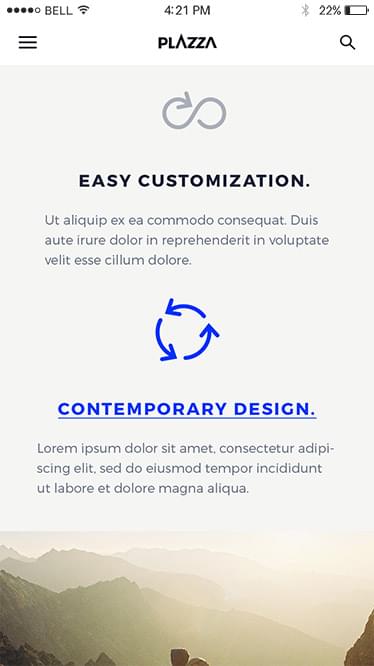 BELL 4:21 PM 22%
PLAZZA
EASY CUSTOMIZATION.
Ut aliquip ex ea commodo consequat. Duis
aute irure dolor in reprehenderit in voluptate
velit esse cillum dolore.
CONTEMPORARY DESIGN.
Lorem ipsum dolor sit amet, consectetur adipi-
scing elit, sed do eiusmod tempor incididunt
ut labore et dolore magna aliqua.